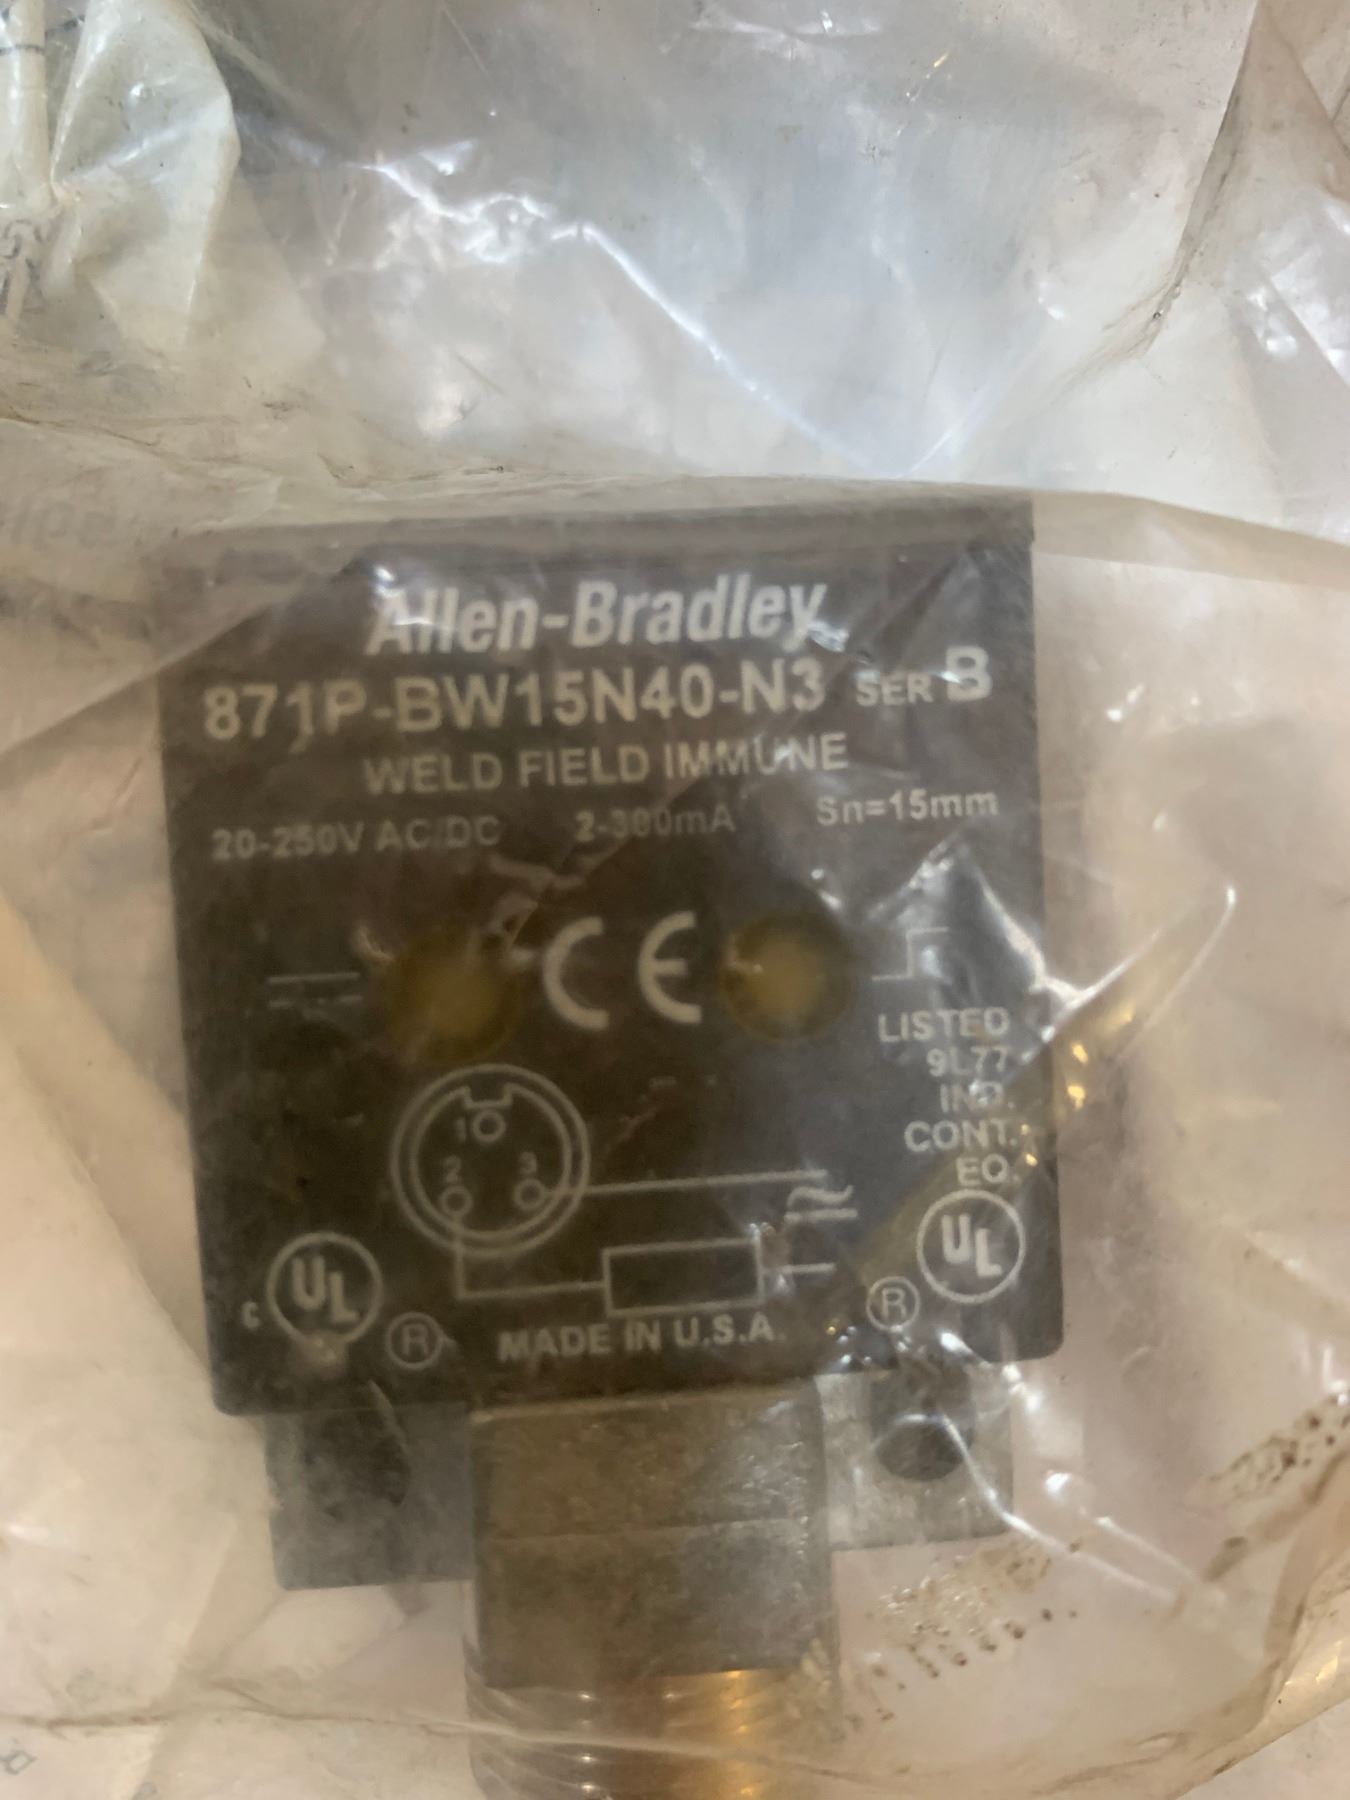 Allen-Bradley
871P-BW15N40-N3 SER B
WELD FIELD IMMUNE
20-250V AC/DC 2-300mA Sn=15mm
CE
LISTED
9L77
IND.
CONT.
EQ.
1
2 3
UL
c UL
®
®
MADE IN U.S.A.